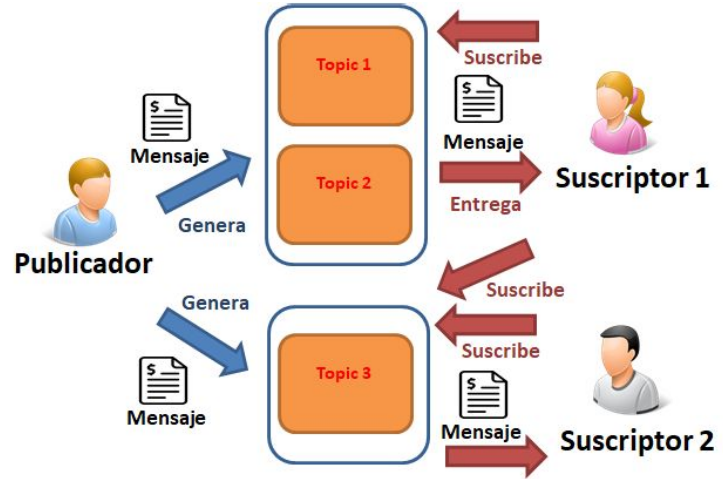 Topic 1
Suscribe
Mensaje
Mensaje
Topic 2
Suscriptor 1
Genera
Entrega
Publicador
Suscribe
Genera
Suscribe
Topic 3
Mensaje
Mensaje
Suscriptor 2